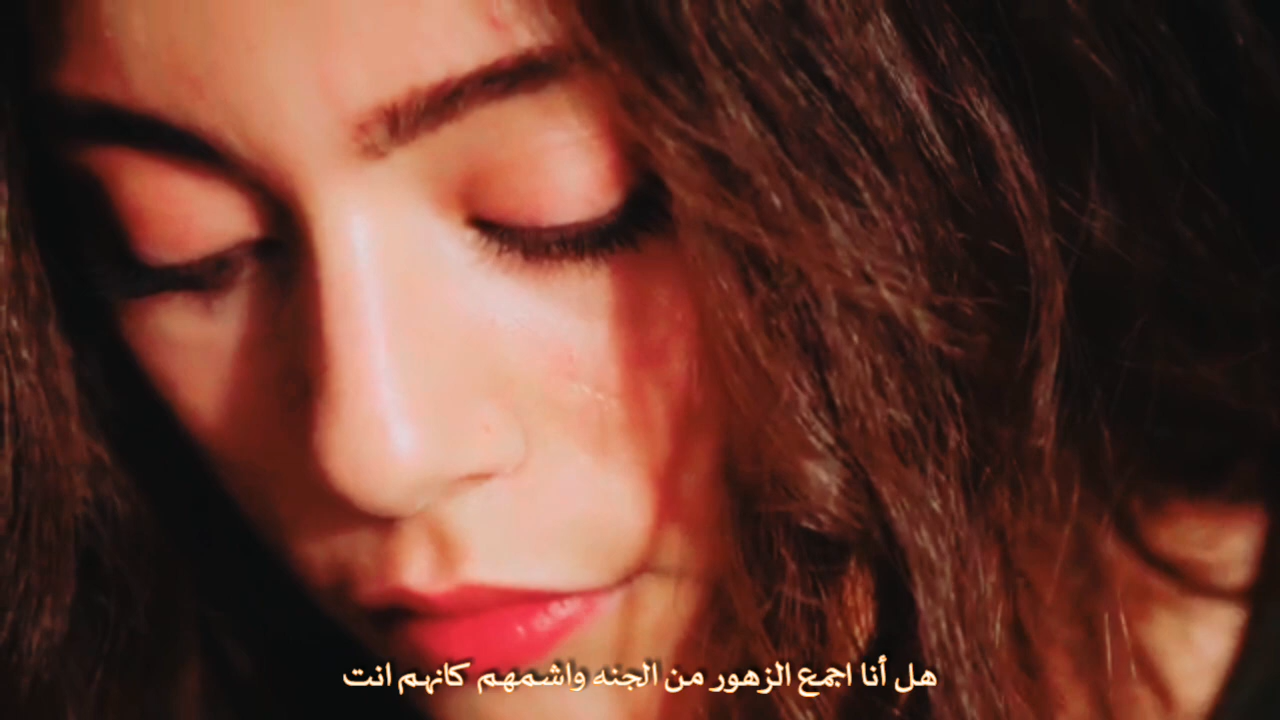 هل أنا اجمع الزهور من الجنه واشمهم كانهم انت